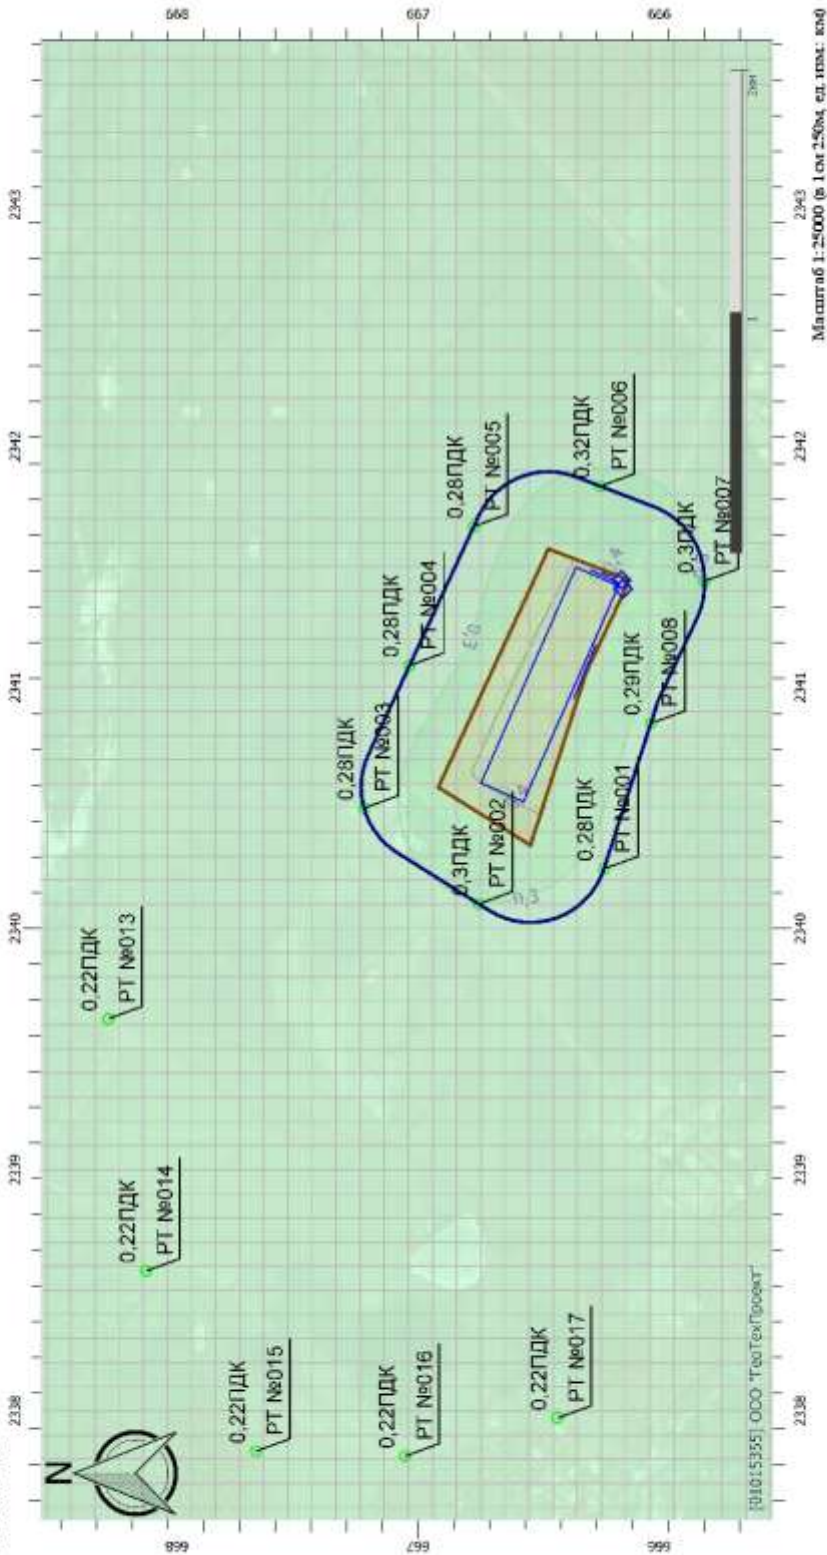 668
667
666
2343
2343
2342
2342
2341
2341
2340
2340
2339
2339
2338
2338
668
667
666
N
0,22ПДК
РТ №013
0,22ПДК
РТ №014
0,22ПДК
РТ №015
0,22ПДК
РТ №016
0,22ПДК
РТ №017
0,28ПДК
РТ №003
0,28ПДК
РТ №004
0,28ПДК
РТ №005
0,32ПДК
РТ №006
0,3ПДК
РТ №007
0,29ПДК
РТ №008
0,28ПДК
РТ №001
0,3ПДК
РТ №002
0,3
0,3
1
2км
[01015355] ООО "ГеоТехПроект"
Масштаб 1:25000 (в 1см 250м, ед. изм.: км)